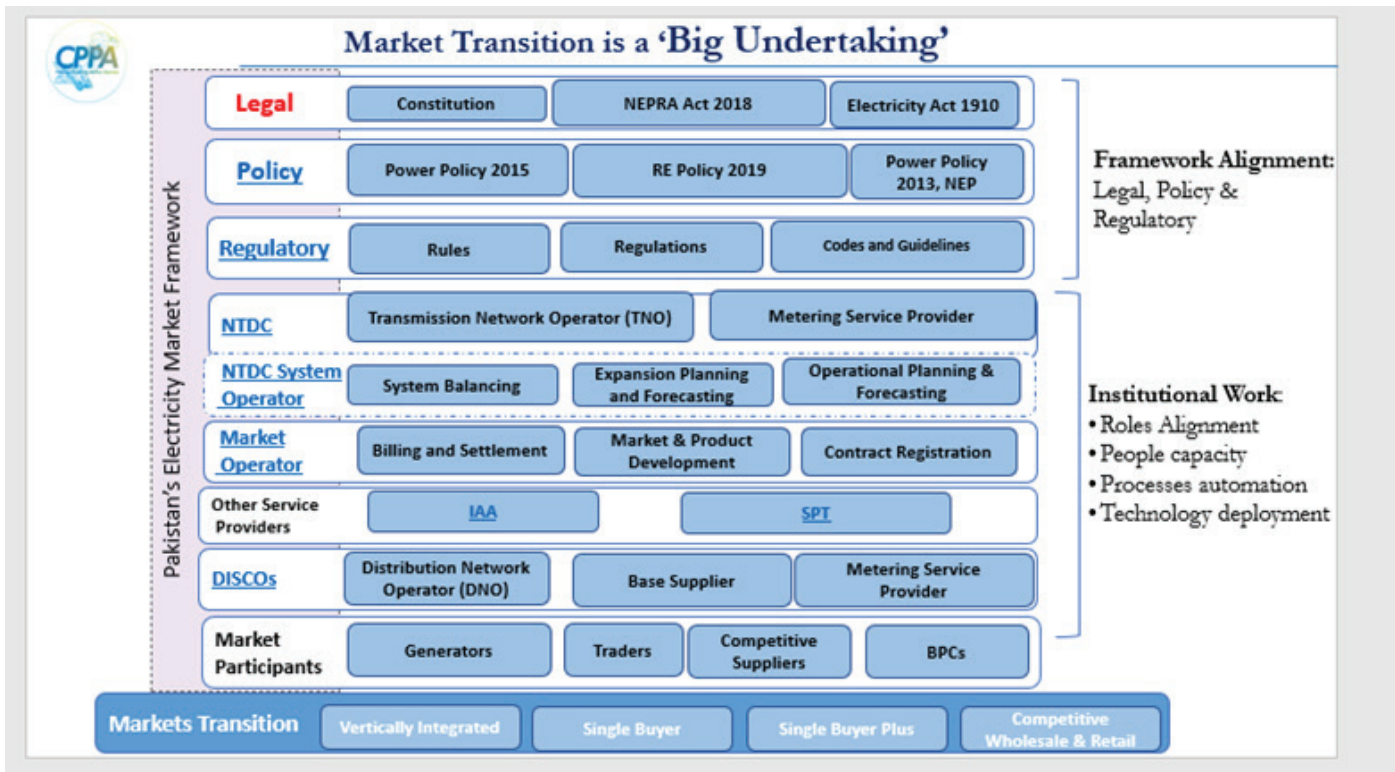 CPPA
Market Transition is a ‘Big Undertaking’
Pakistan's Electricity Market Framework
Legal
Constitution
NEPRA Act 2018
Electricity Act 1910
Policy
Power Policy 2015
RE Policy 2019
Power Policy
2013, NEP
Regulatory
Rules
Regulations
Codes and Guidelines
Framework Alignment:
Legal, Policy &
Regulatory
NTDC
Transmission Network Operator (TNO)
Metering Service Provider
NTDC System
Operator
System Balancing
Expansion Planning
and Forecasting
Operational Planning &
Forecasting
Market
Operator
Billing and Settlement
Market & Product
Development
Contract Registration
Other Service
Providers
IAA
SPT
DISCOs
Distribution Network
Operator (DNO)
Base Supplier
Metering Service
Provider
Market
Participants
Generators
Traders
Competitive
Suppliers
BPCs
Institutional Work:
• Roles Alignment
• People capacity
• Processes automation
• Technology deployment
Markets Transition
Vertically Integrated
Single Buyer
Single Buyer Plus
Competitive
Wholesale & Retail